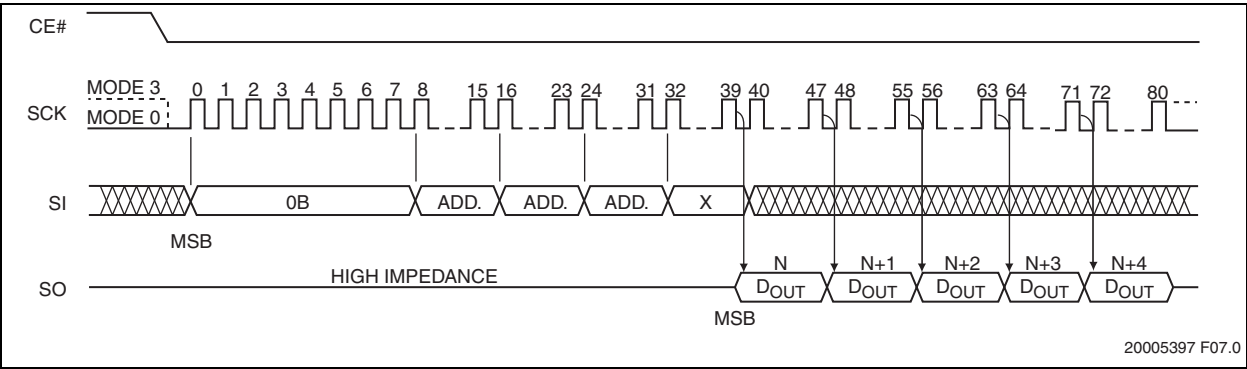 CE#
MODE 3
0 1 2 3 4 5 6 7 8 15 16 23 24 31 32 39 40 47 48 55 56 63 64 71 72 80
SCK
MODE 0
SI
0B ADD. ADD. ADD. X
MSB
HIGH IMPEDANCE
N N+1 N+2 N+3 N+4
SO
DOUT DOUT DOUT DOUT DOUT
MSB
20005397 F07.0